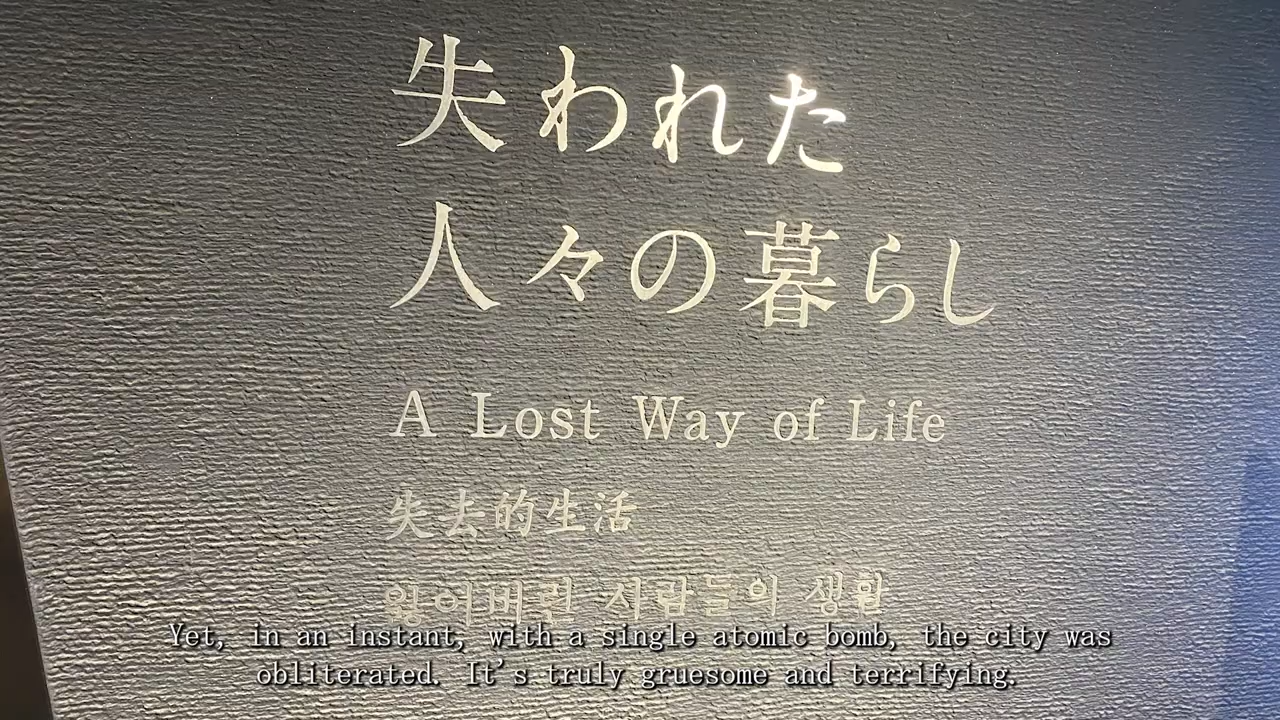 失われた
人々の暮らし
A Lost Way of Life
失去的生活
잃어버린 사람들의 생활
Yet, in an instant, with a single atomic bomb, the city was
obliterated. It's truly gruesome and terrifying.